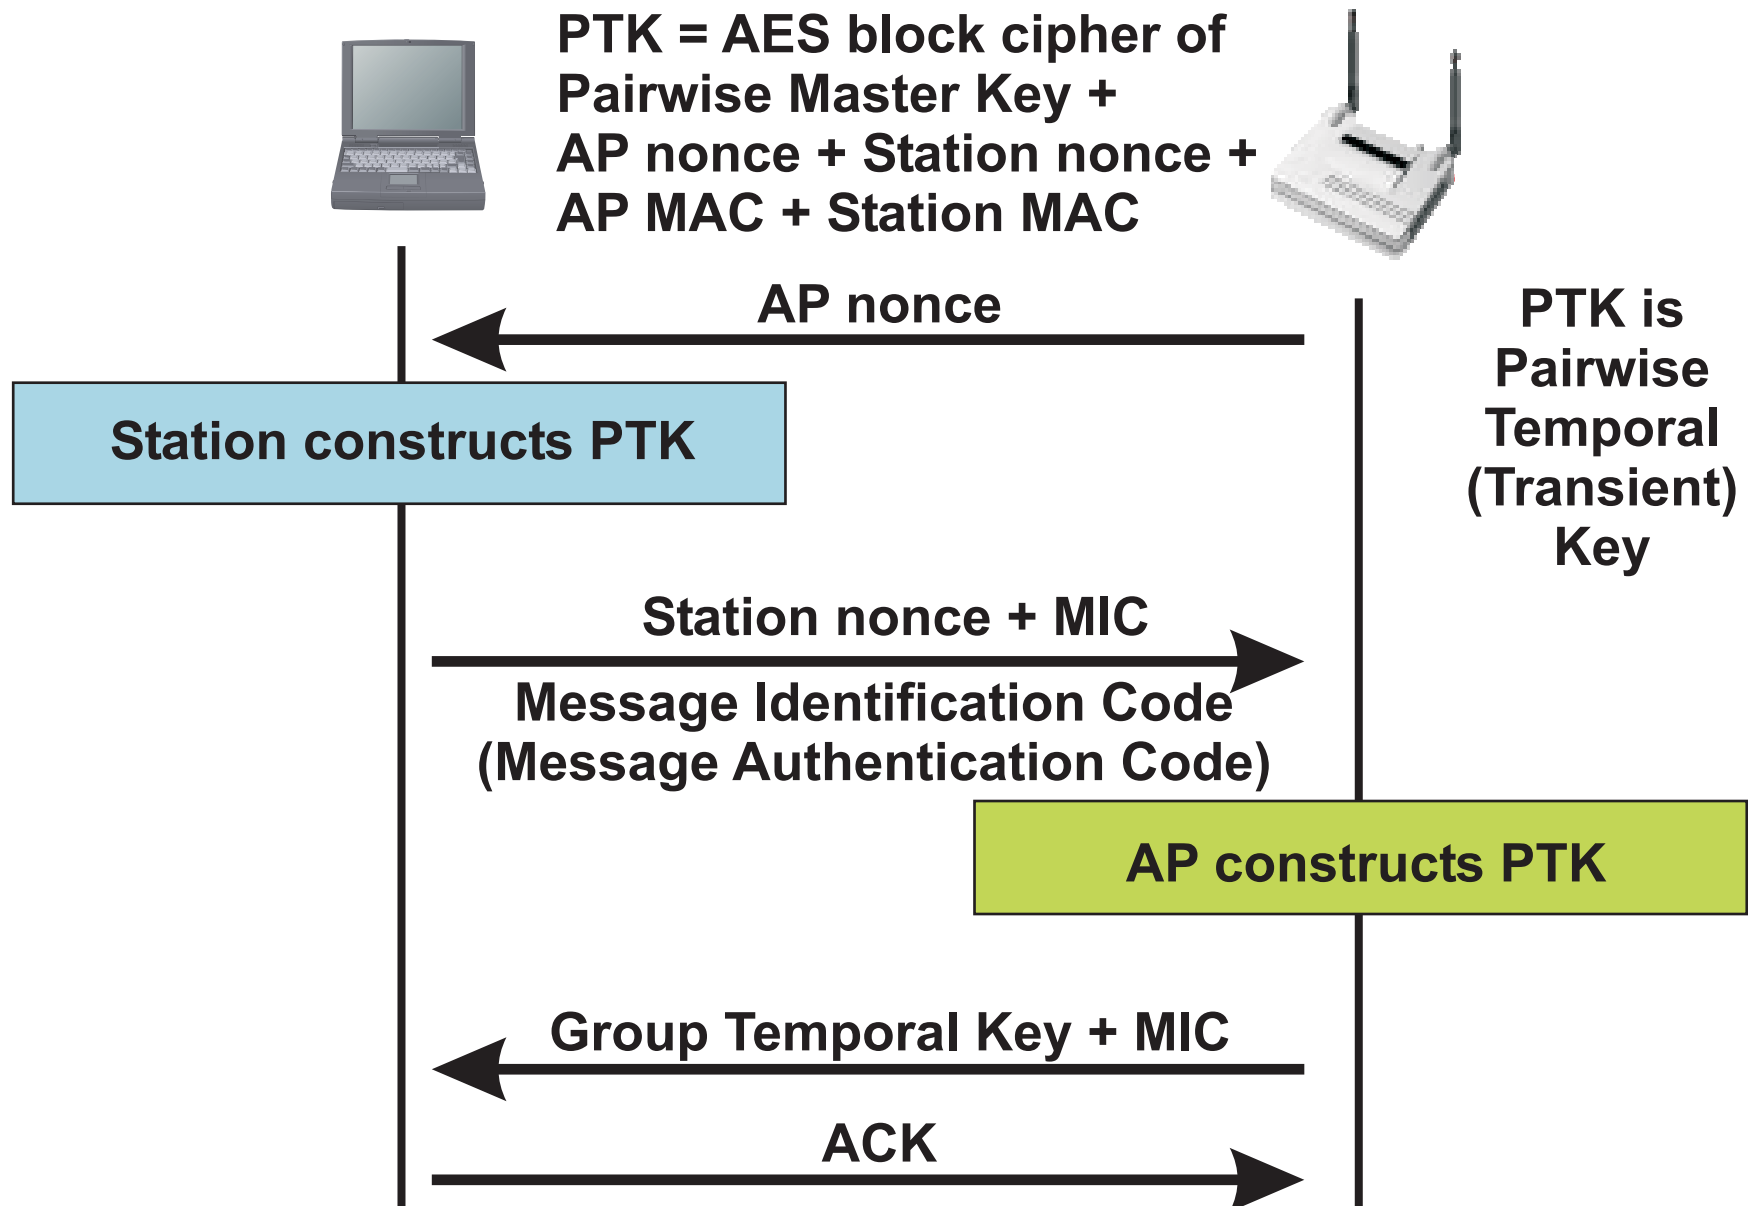 PTK = AES block cipher of
Pairwise Master Key +
AP nonce + Station nonce +
AP MAC + Station MAC
AP nonce
PTK is
Pairwise
Temporal
(Transient)
Key
Station constructs PTK
Station nonce + MIC
Message Identification Code
(Message Authentication Code)
AP constructs PTK
Group Temporal Key + MIC
ACK